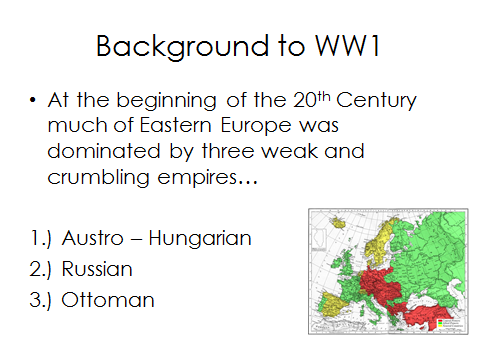 Background to WW1
• At the beginning of the 20th Century
much of Eastern Europe was
dominated by three weak and
crumbling empires…
1.) Austro – Hungarian
2.) Russian
3.) Ottoman